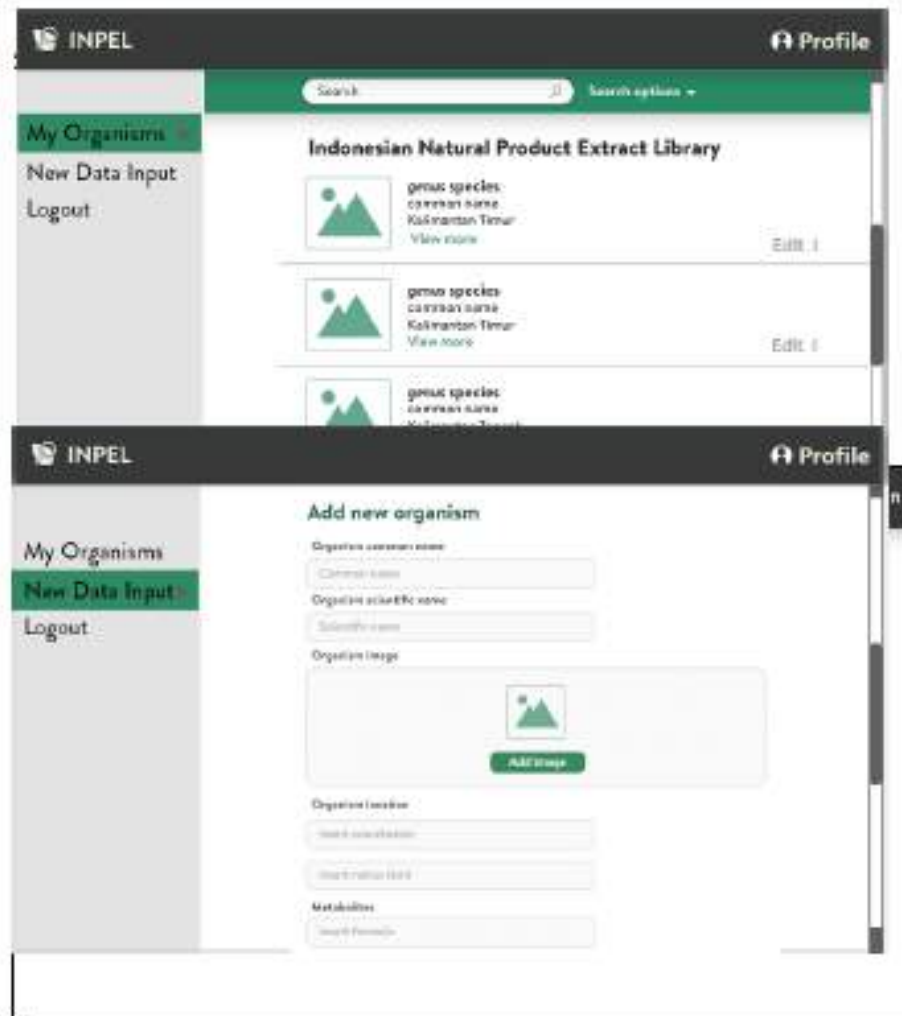 INPEL
Profile
Search
Search options
My Organisms
New Data Input
Logout
Indonesian Natural Product Extract Library
genus species
common name
Kalimantan Timur
View more
Edit
genus species
common name
Kalimantan Timur
View more
Edit
genus species
common name
INPEL
Profile
My Organisms
New Data Input
Logout
Add new organism
Organism common name
Common name
Organism scientific name
Scientific name
Organism image
Add image
Organism location
Metabolites
n